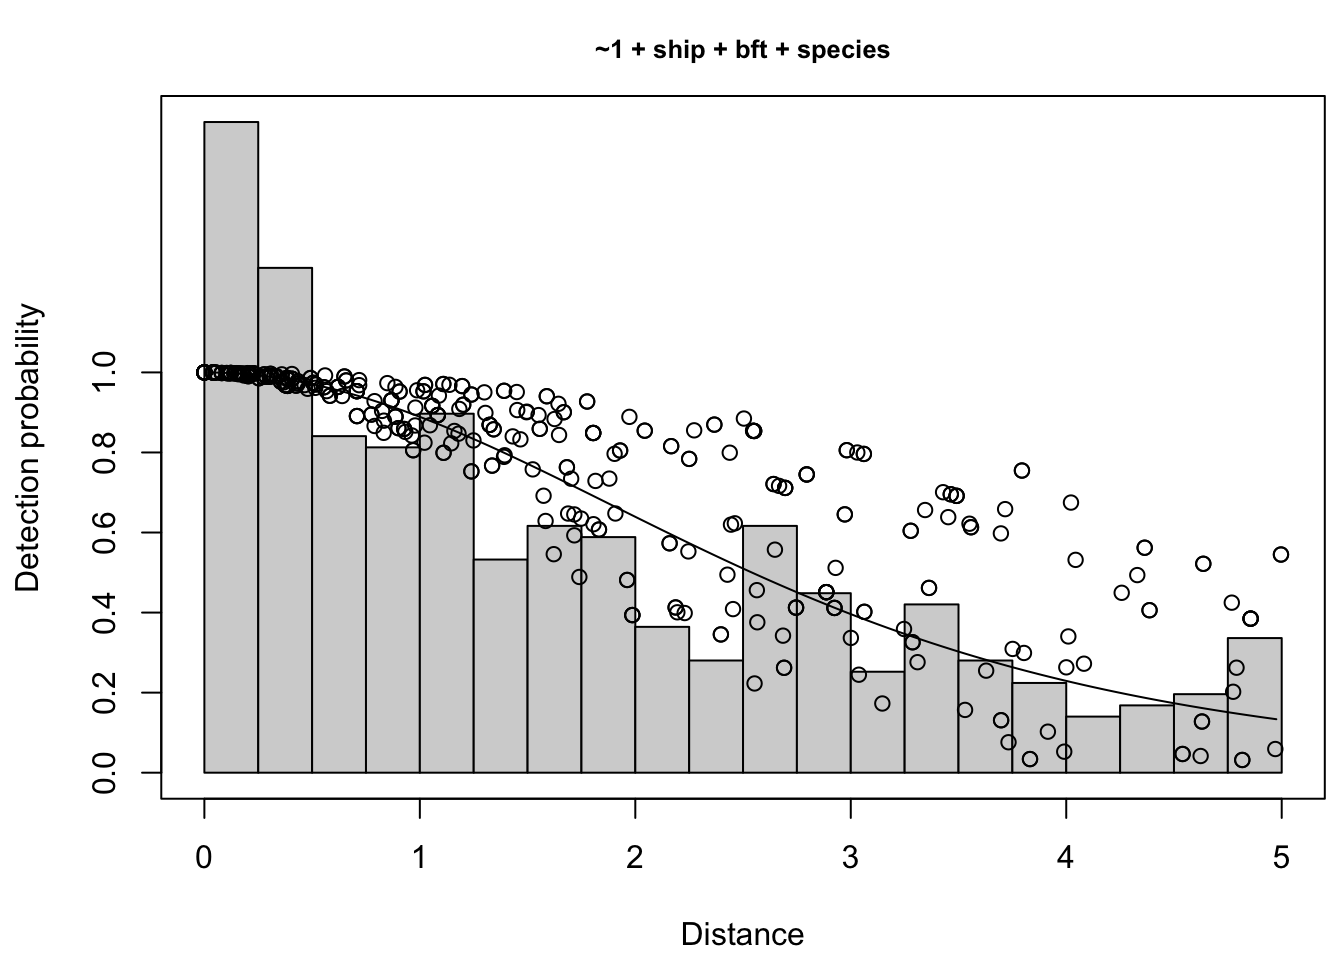 ~1 + ship + bft + species
Detection probability
1.0
0.8
0.6
0.4
0.2
0.0
0 1 2 3 4 5
Distance